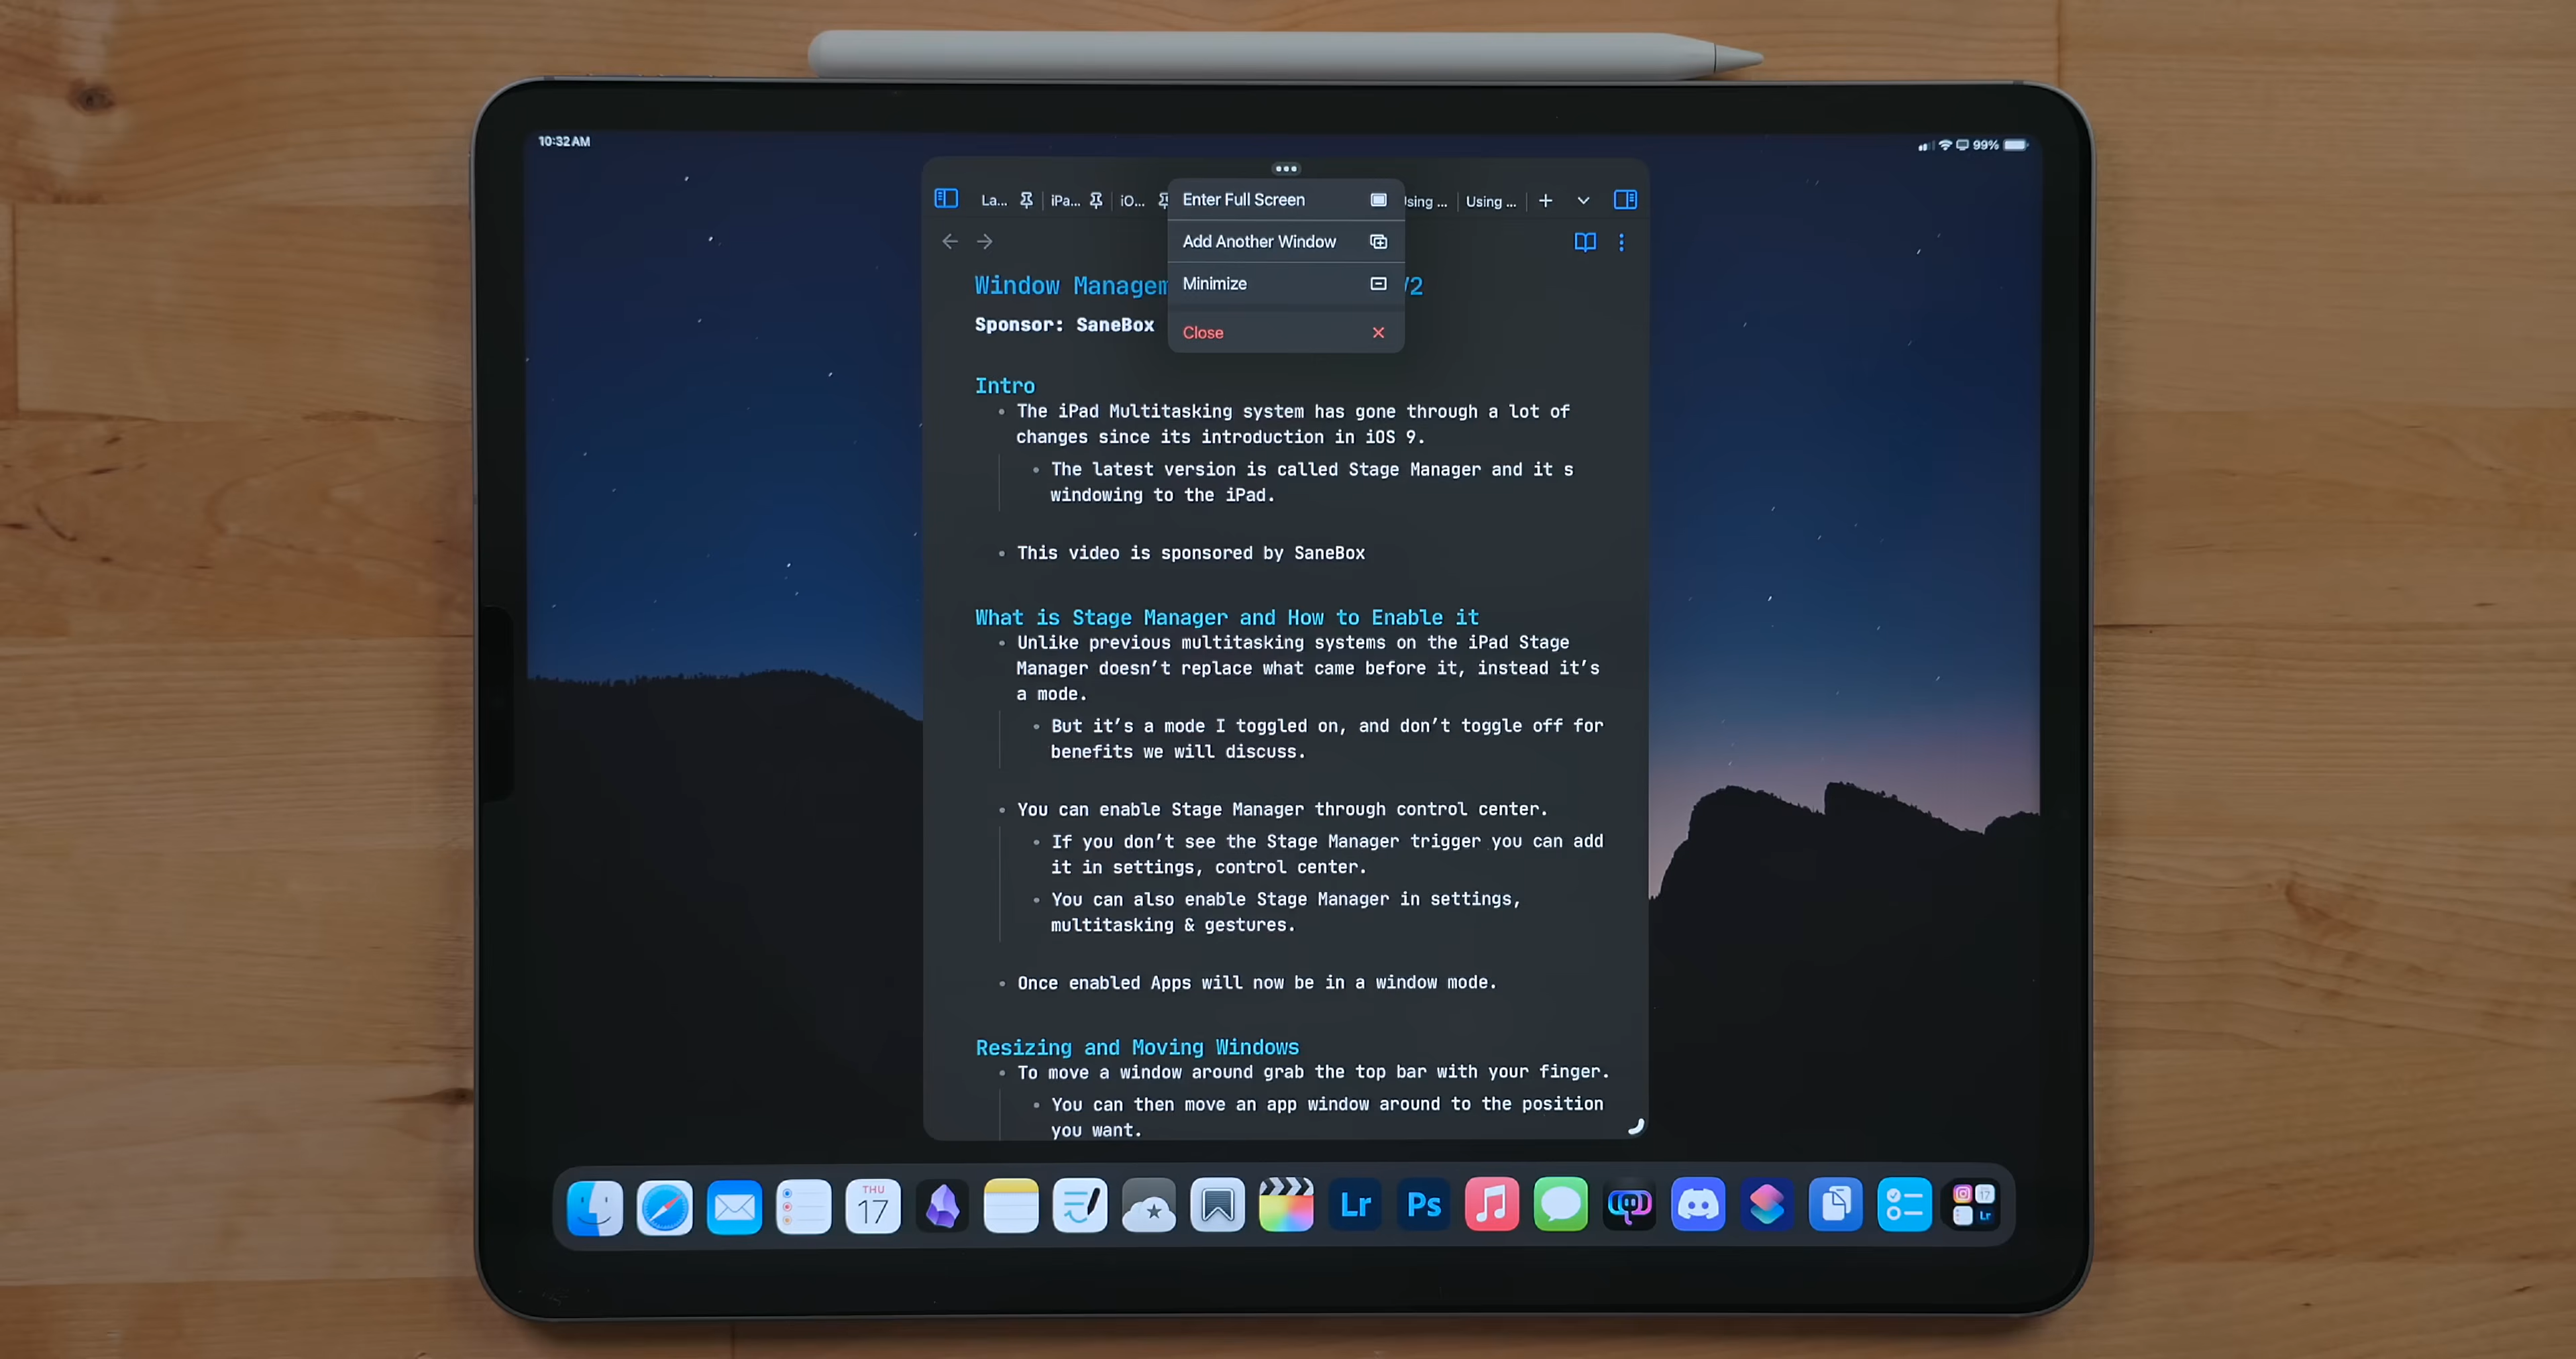 10:32 AM
99%
La...
iPa...
iO...
Using ...
+
Enter Full Screen
Add Another Window
Minimize
Close
Window
/2
Sponsor: SaneBox
Intro
• The iPad Multitasking system has gone through a lot of
changes since its introduction in iOS 9.
• The latest version is called Stage Manager and it s
windowing to the iPad.
• This video is sponsored by SaneBox
What is Stage Manager and How to Enable it
• Unlike previous multitasking systems on the iPad Stage
Manager doesn't replace what came before it, instead it's
a mode.
• But it's a mode I toggled on, and don't toggle off for
benefits we will discuss.
• You can enable Stage Manager through control center.
• If you don't see the Stage Manager trigger you can add
it in settings, control center.
• You can also enable Stage Manager in settings,
multitasking & gestures.
• Once enabled Apps will now be in a window mode.
Resizing and Moving Windows
• To move a window around grab the top bar with your finger.
• You can then move an app window around to the position
you want.
THU
17
Lr
Ps
17
Lr